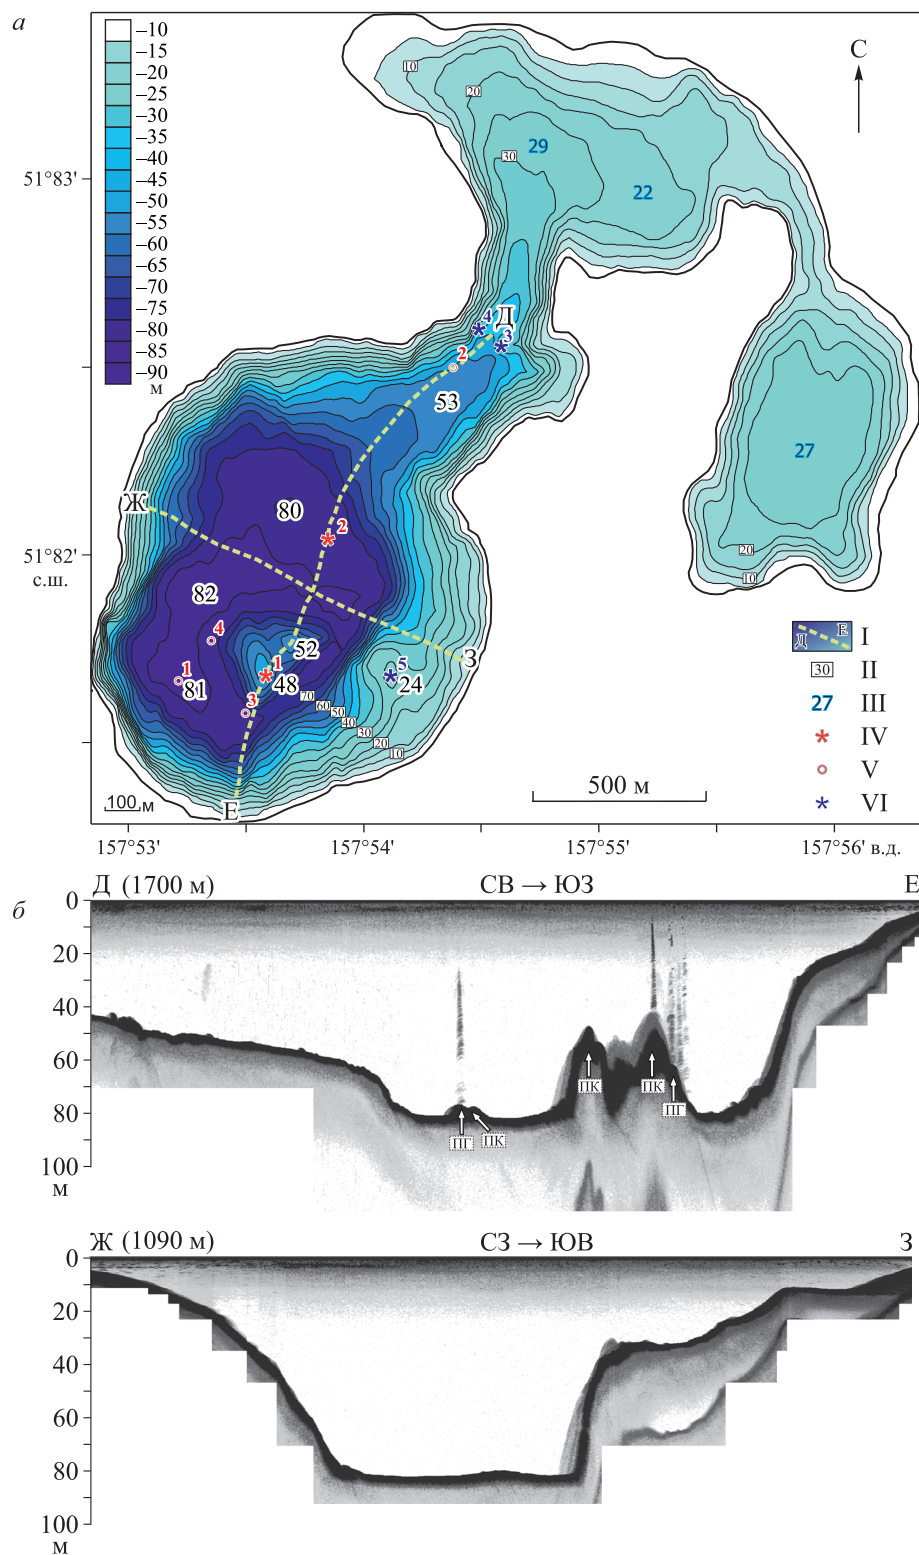 а
–10
–15
–20
–25
–30
–35
–40
–45
–50
–55
–60
–65
–70
–75
–80
–85
–90
м
С
51°83'
51°82'
с.ш.
10
20
30
29
22
4
Д
3
2
53
27
Ж
80
2
82
4
52
З
1
81
1
48
5
24
3
70
60
50
40
30
20
10
20
10
Е
100 м
500 м
Д Е I
30 II
27 III
IV
V
VI
157°53'
157°54'
157°55'
157°56' в.д.
б
Д (1700 м) СВ → ЮЗ Е
0
20
40
60
80
100
м
ПГ
ПК
ПК
ПК
ПГ
Ж (1090 м) СЗ → ЮВ З
0
20
40
60
80
100
м